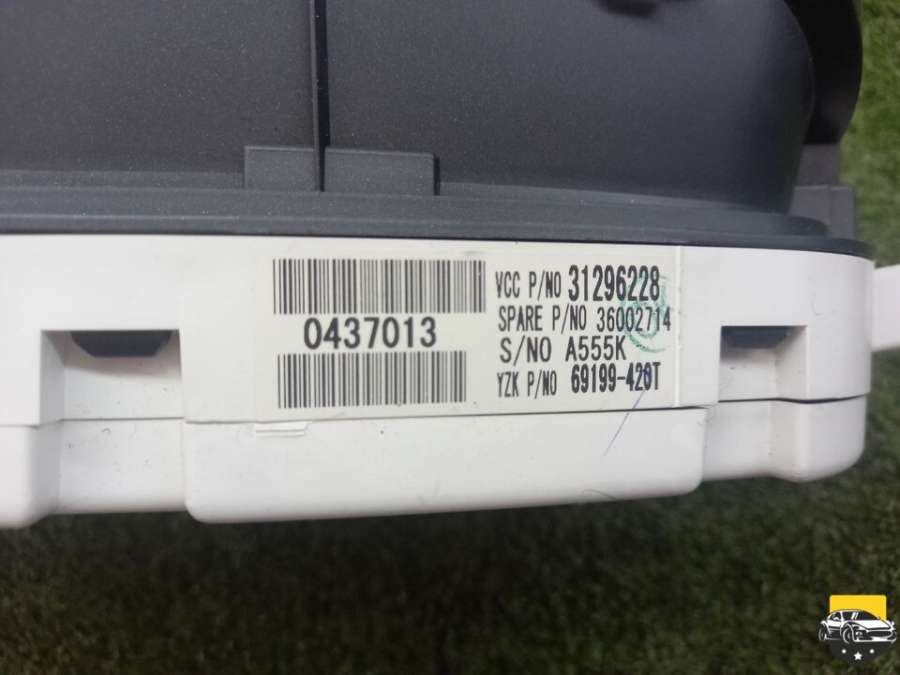 0437013
VCC P/NO 31296228
SPARE P/NO 36002714
S/NO A555K
YZK P/NO 69199-420T